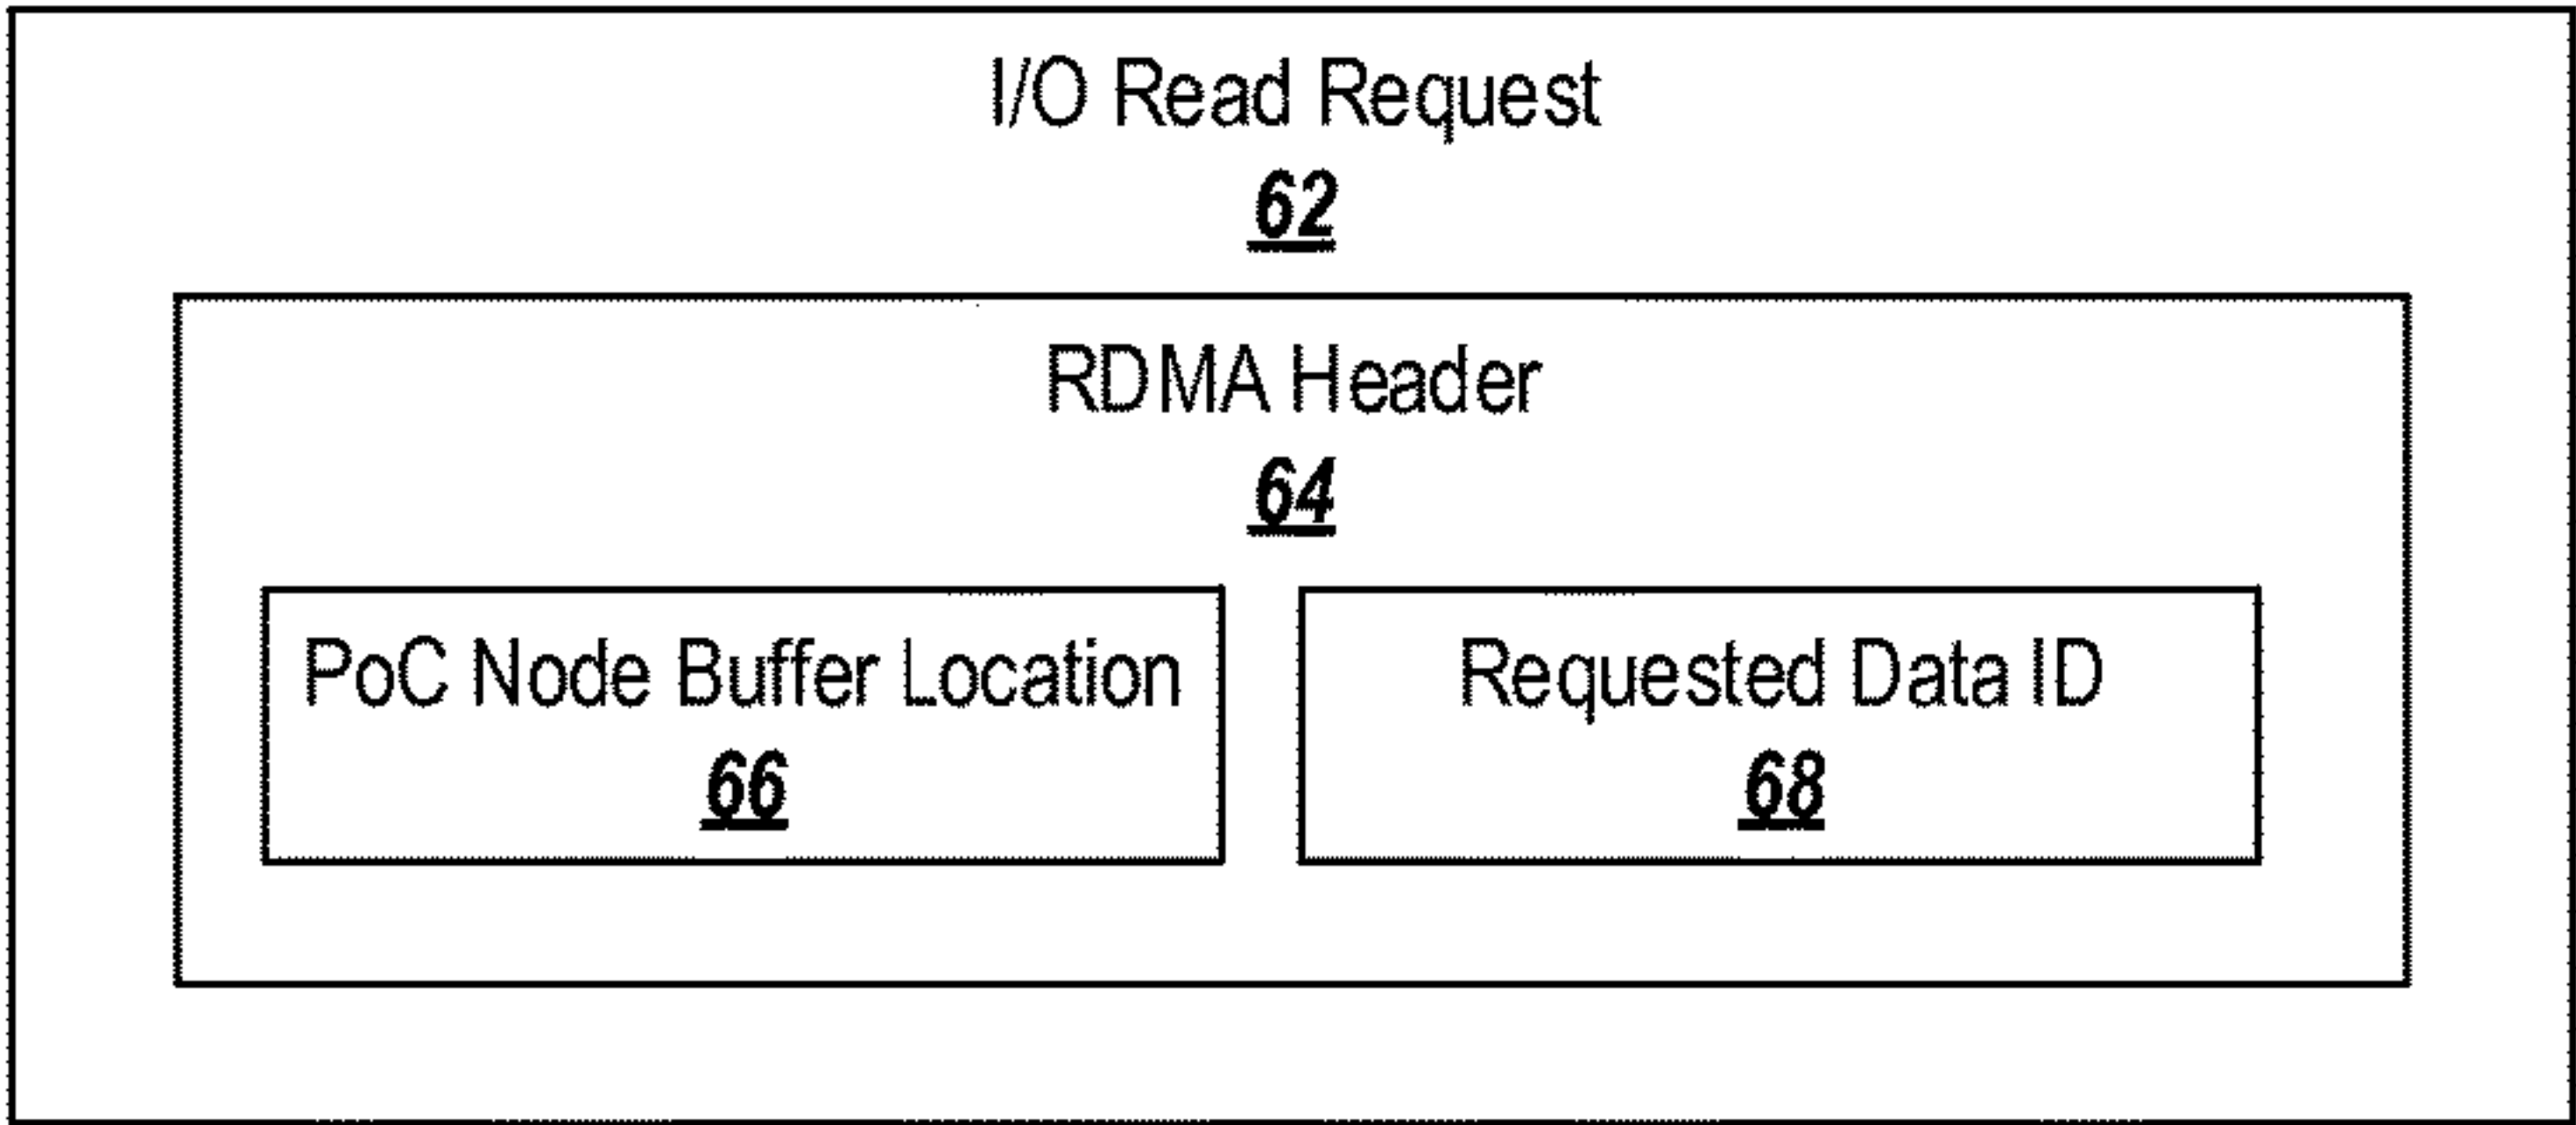 I/O Read Request
62
RDMA Header
64
PoC Node Buffer Location
66
Requested Data ID
68